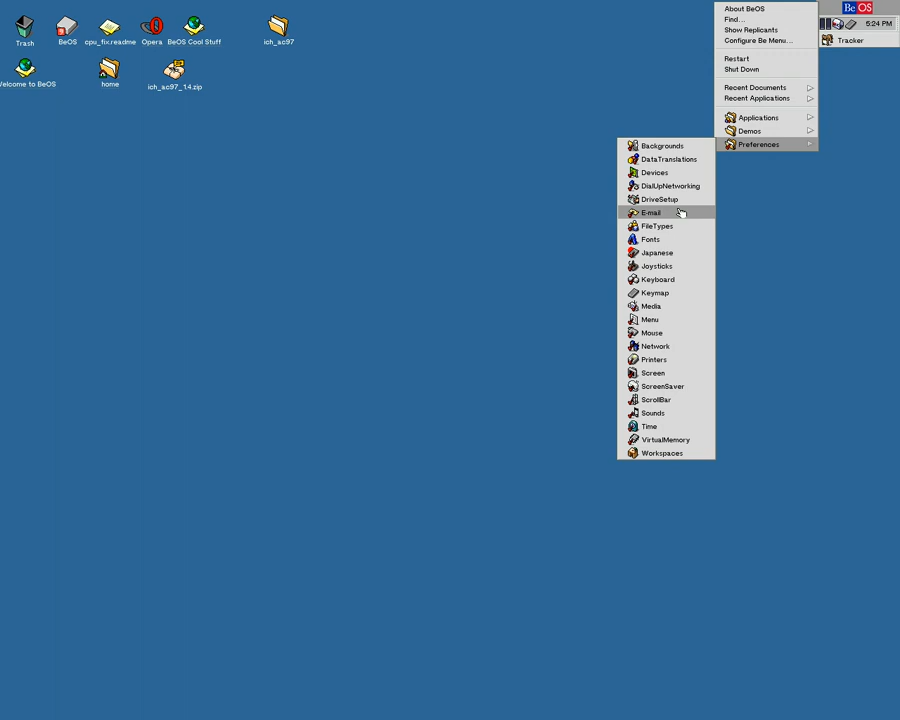 Trash
BeOS
cpu_fix.readme
Opera
BeOS Cool Stuff
ich_ac97
Welcome to BeOS
home
ich_ac97_1.4.zip
About BeOS
Find...
Show Replicants
Configure Be Menu...
Restart
Shut Down
Recent Documents
Recent Applications
Applications
Demos
Preferences
Be OS
5:24 PM
Tracker
Backgrounds
DataTranslations
Devices
DialUpNetworking
DriveSetup
E-mail
FileTypes
Fonts
Japanese
Joysticks
Keyboard
Keymap
Media
Menu
Mouse
Network
Printers
Screen
ScreenSaver
ScrollBar
Sounds
Time
VirtualMemory
Workspaces